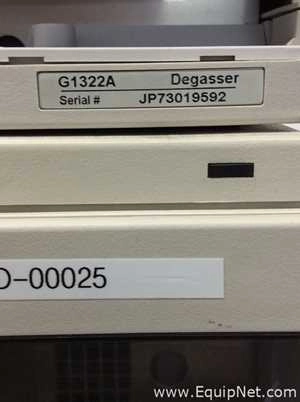 G1322A Degasser
Serial # JP73019592
D-00025
www.EquipNet.com